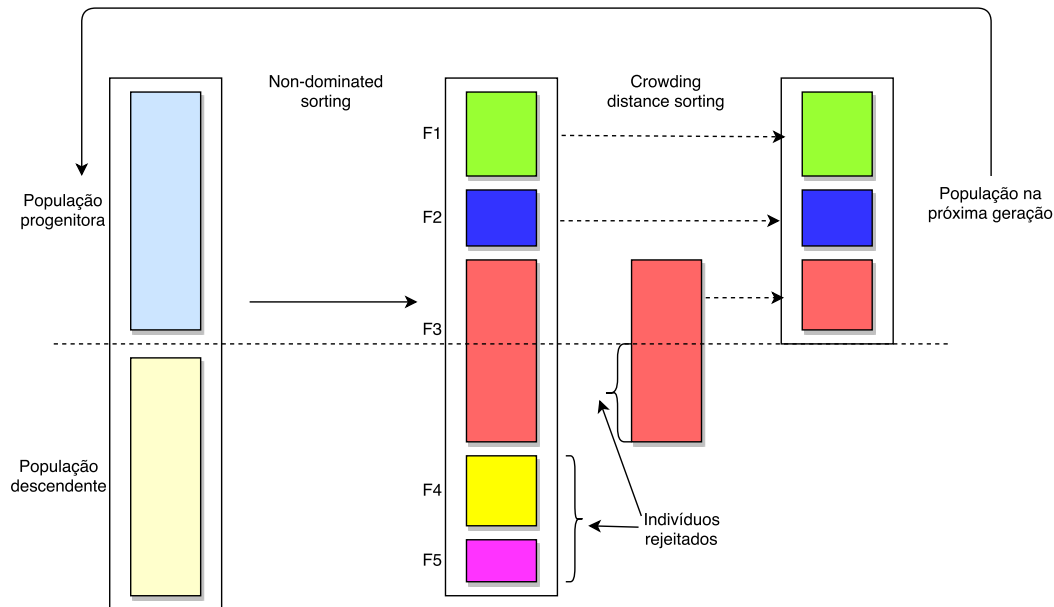 Non-dominated
sorting
Crowding
distance sorting
F1
População
progenitora
F2
População na
próxima geração
F3
População
descendente
F4
Indivíduos
rejeitados
F5